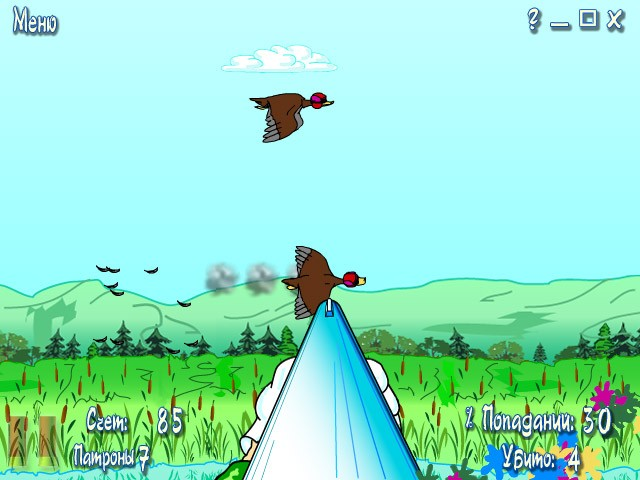 Меню
?
Счет: 85
% Попадании: 30
Патроны 7
Убито: 4